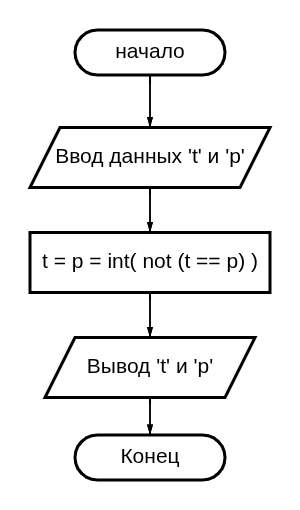 начало
Ввод данных 't' и 'p'
t = p = int( not (t == p) )
Вывод 't' и 'p'
Конец